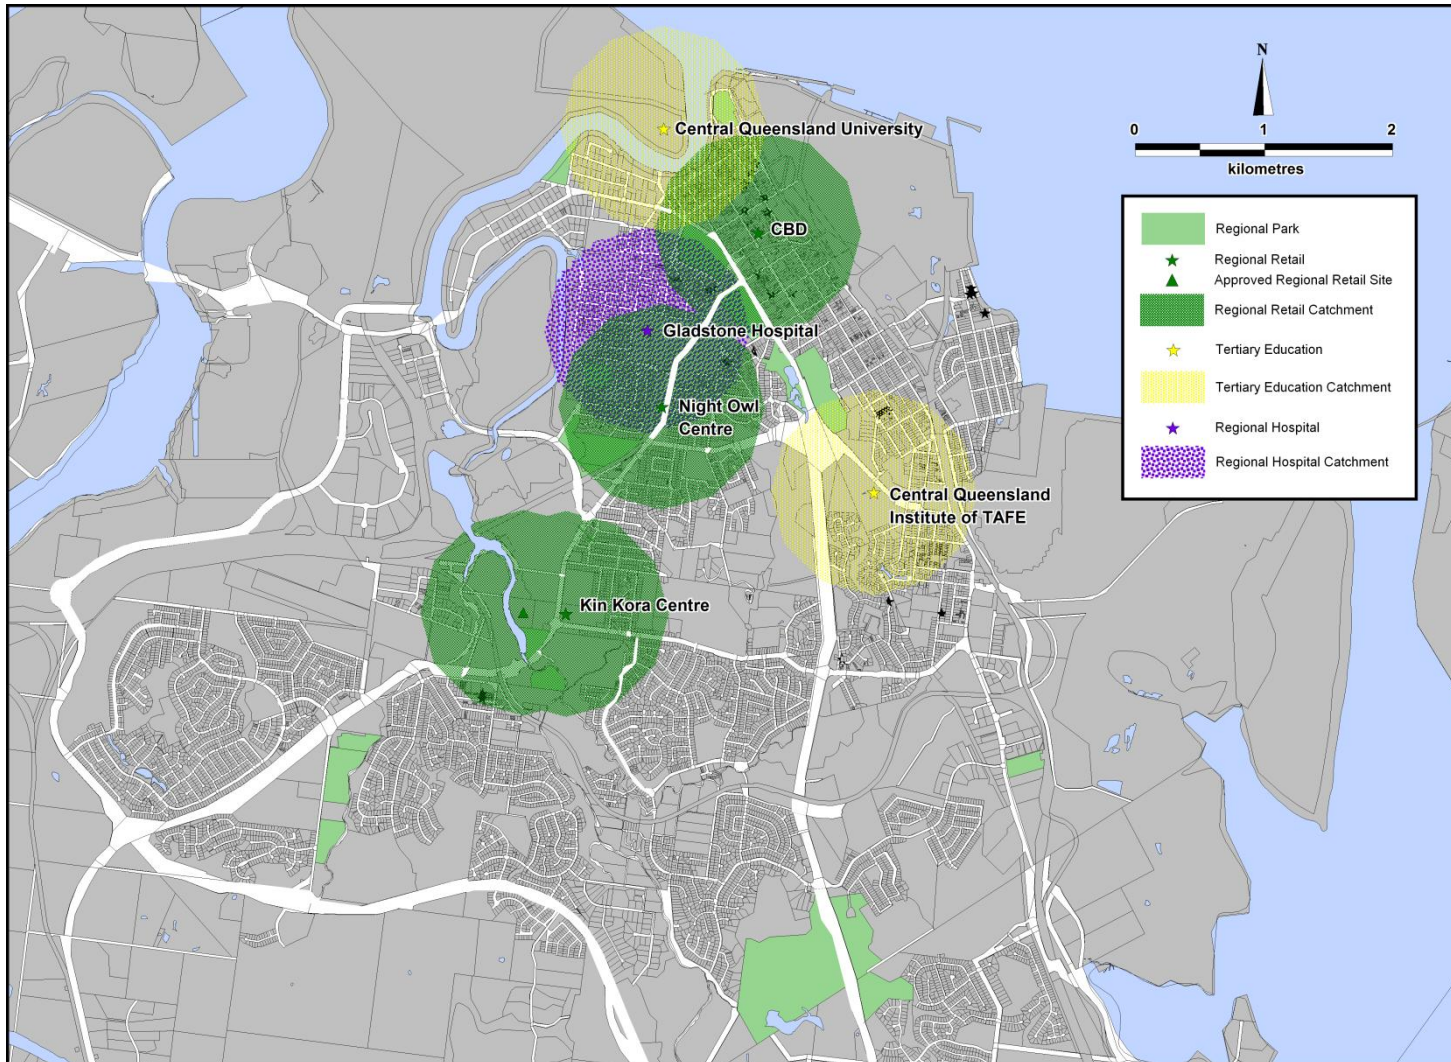 N
0 1 2
kilometres
Central Queensland University
CBD
Gladstone Hospital
Night Owl
Centre
Central Queensland
Institute of TAFE
Kin Kora Centre
Regional Park
Regional Retail
Approved Regional Retail Site
Regional Retail Catchment
Tertiary Education
Tertiary Education Catchment
Regional Hospital
Regional Hospital Catchment